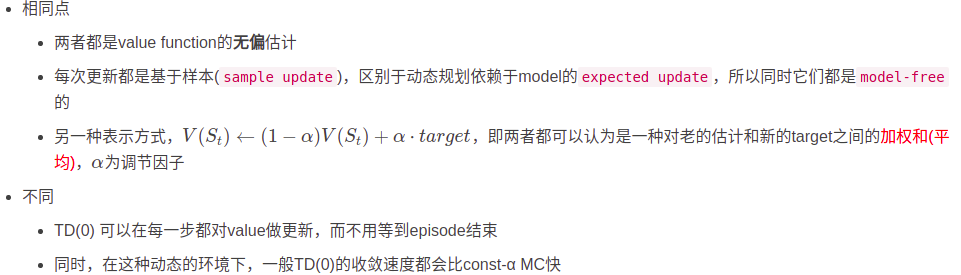 相同点
两者都是value function的无偏估计
每次更新都是基于样本( sample update )，区别于动态规划依赖于model的 expected update ，所以同时它们都是 model-free
的
另一种表示方式，V(S_t) ← (1 − α)V(S_t) + α · target，即两者都可以认为是一种对老的估计和新的target之间的加权和(平
均)，α为调节因子
不同
TD(0) 可以在每一步都对value做更新，而不用等到episode结束
同时，在这种动态的环境下，一般TD(0)的收敛速度都会比const-α MC快